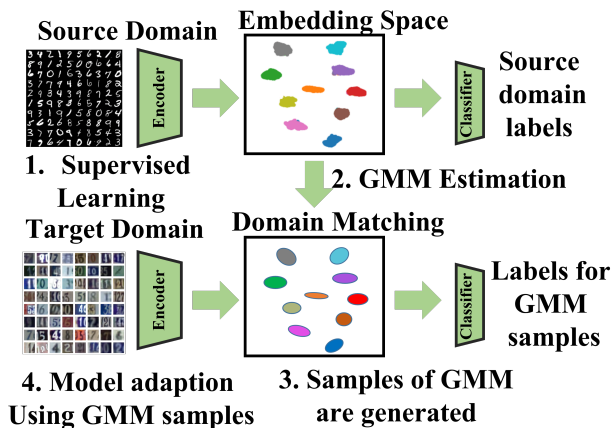 Source Domain
Embedding Space
Encoder
Classifier
Source
domain
labels
1. Supervised
Learning
2. GMM Estimation
Target Domain
Domain Matching
Encoder
Classifier
Labels for
GMM
samples
4. Model adaption
Using GMM samples
3. Samples of GMM
are generated